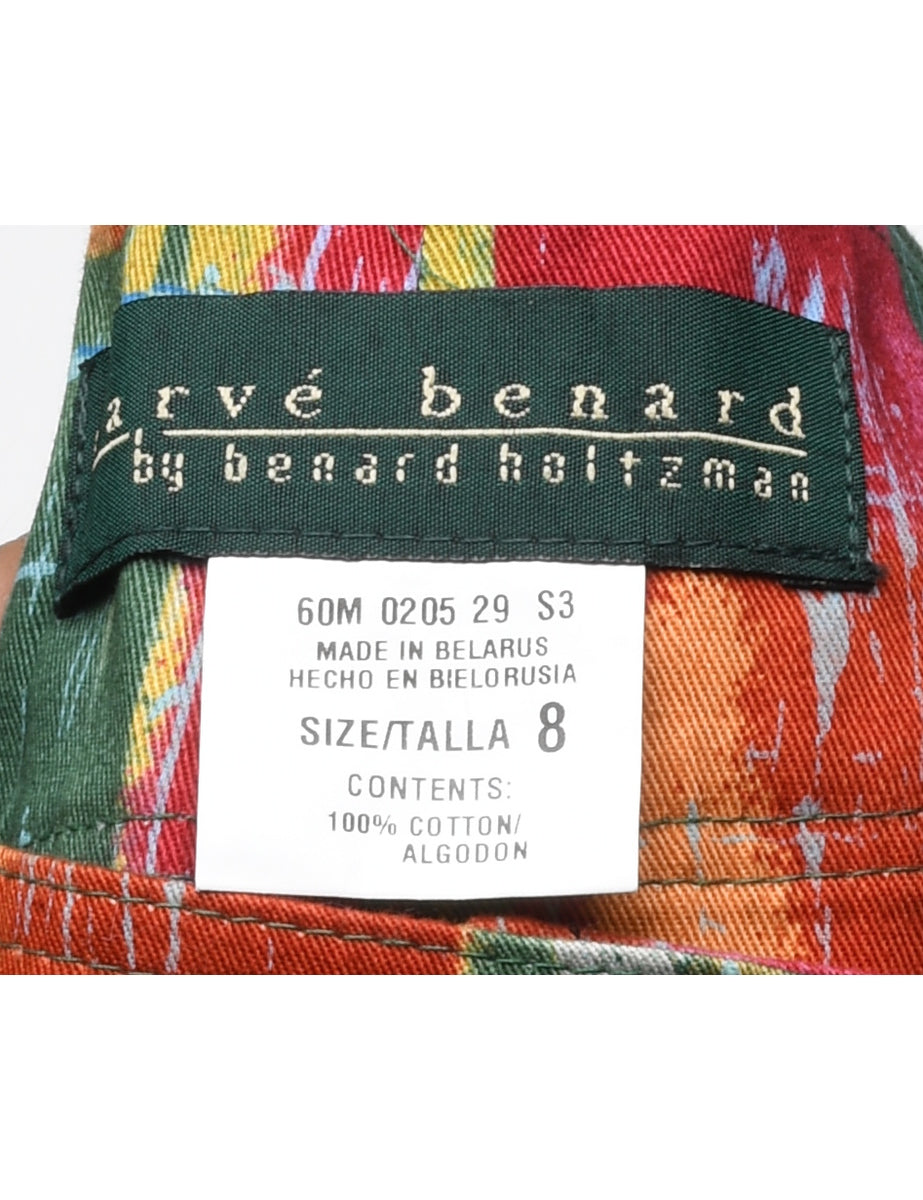 arvé benard
by benard holtzman
60M 0205 29 S3
MADE IN BELARUS
HECHO EN BIELORUSIA
SIZE/TALLA 8
CONTENTS:
100% COTTON/
ALGODON